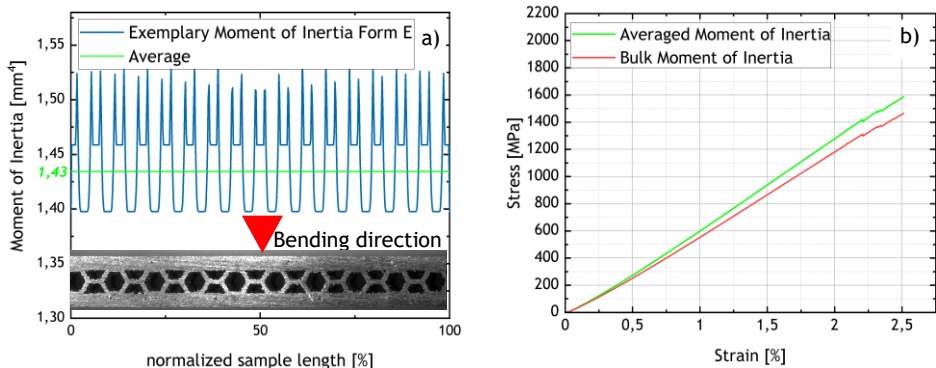 1,55
1,50
1,45
1,43
1,40
1,35
1,30
Moment of Inertia [mm⁴]
Exemplary Moment of Inertia Form E
Average
a)
Bending direction
0
50
100
normalized sample length [%]
2200
2000
1800
1600
1400
1200
1000
800
600
400
200
0
Stress [MPa]
Averaged Moment of Inertia
Bulk Moment of Inertia
b)
0
0,5
1
1,5
2
2,5
Strain [%]